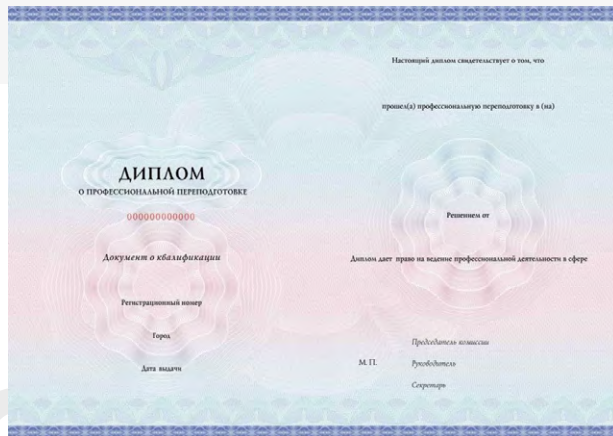 ДИПЛОМ
О ПРОФЕССИОНАЛЬНОЙ ПЕРЕПОДГОТОВКЕ
000000000000
Документ о квалификации
Регистрационный номер
Город
Дата выдачи
Настоящий диплом свидетельствует о том, что
прошел(а) профессиональную переподготовку в (на)
Решением от
Диплом дает право на ведение профессиональной деятельности в сфере
Председатель комиссии
М. П. Руководитель
Секретарь